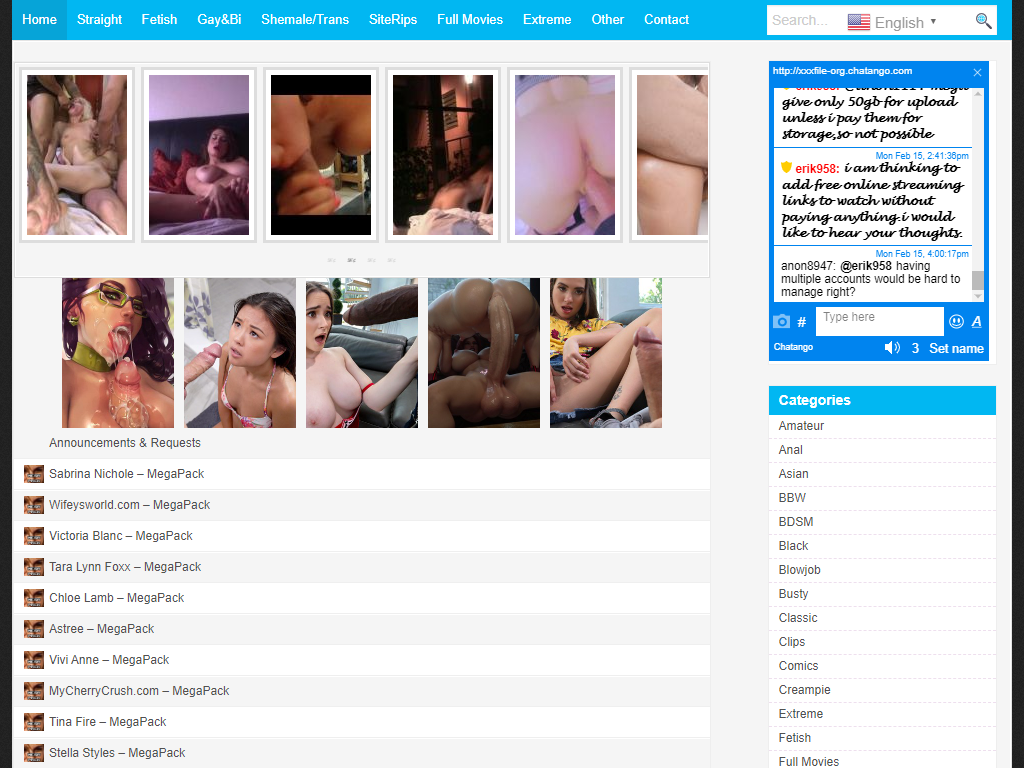 Home Straight Fetish Gay&Bi Shemale/Trans SiteRips Full Movies Extreme Other Contact
Search... English ▼
http://xxxfile-org.chatango.com
give only 50gb for upload
unless i pay them for
storage,so not possible
Mon Feb 15, 2:41:36pm
erik958: i am thinking to
add free online streaming
links to watch without
paying anything.i would
like to hear your thoughts.
Mon Feb 15, 4:00:17pm
anon8947: @erik958 having
multiple accounts would be hard to
manage right?
# Type here A
Chatango 3 Set name
Announcements & Requests
Sabrina Nichole – MegaPack
Wifeysworld.com – MegaPack
Victoria Blanc – MegaPack
Tara Lynn Foxx – MegaPack
Chloe Lamb – MegaPack
Astree – MegaPack
Vivi Anne – MegaPack
MyCherryCrush.com – MegaPack
Tina Fire – MegaPack
Stella Styles – MegaPack
Categories
Amateur
Anal
Asian
BBW
BDSM
Black
Blowjob
Busty
Classic
Clips
Comics
Creampie
Extreme
Fetish
Full Movies